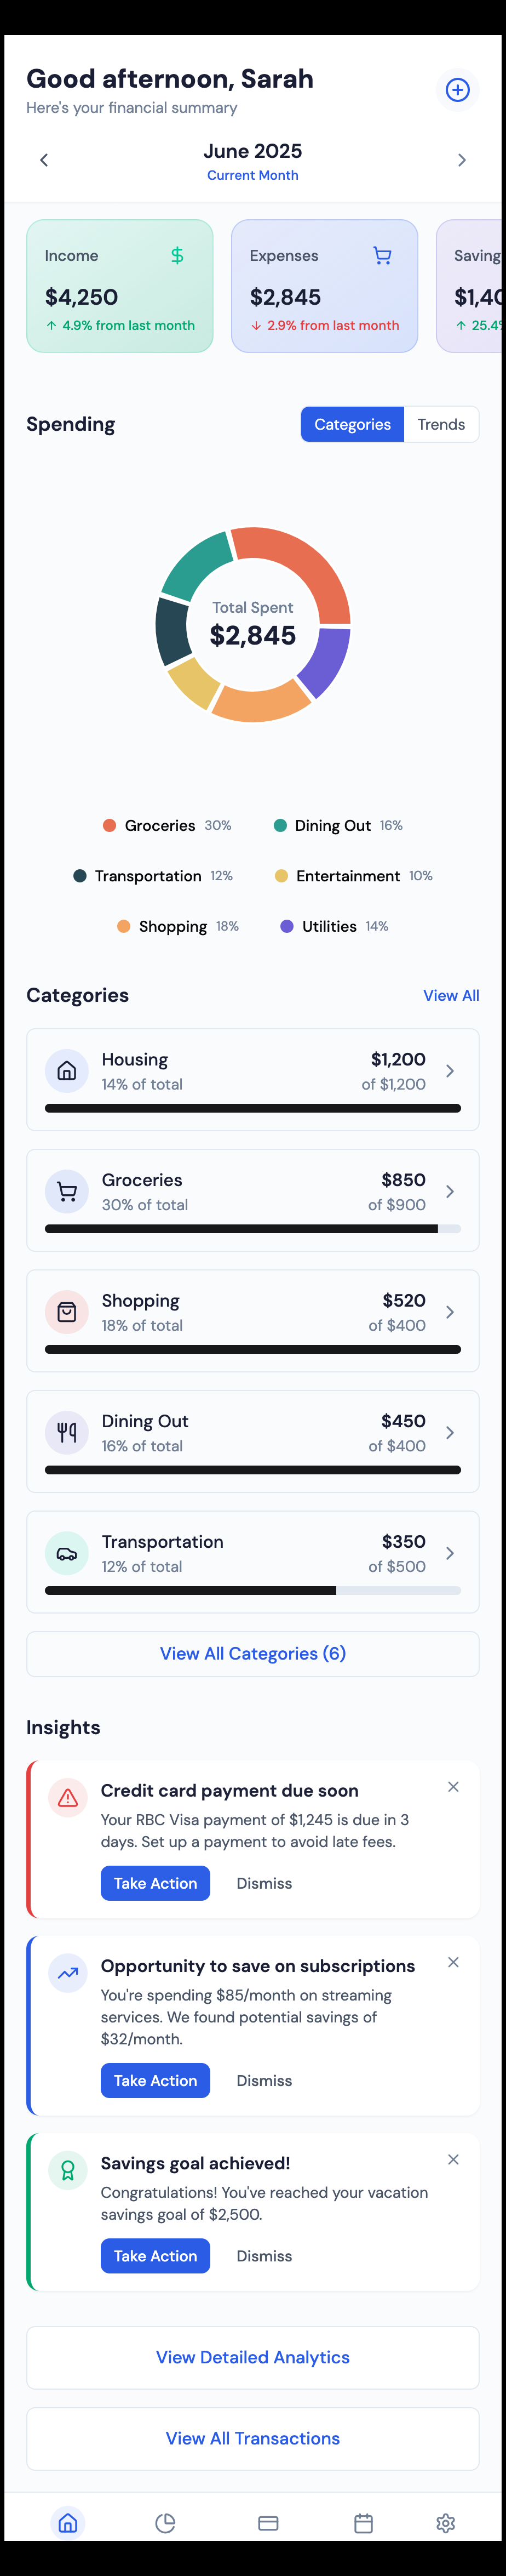 Good afternoon, Sarah
Here's your financial summary
June 2025
Current Month
Income
$4,250
4.9% from last month
Expenses
$2,845
2.9% from last month
Saving
$1,40
25.4
Spending
Categories
Trends
Total Spent
$2,845
Groceries 30%
Dining Out 16%
Transportation 12%
Entertainment 10%
Shopping 18%
Utilities 14%
Categories
View All
Housing
$1,200
14% of total
of $1,200
Groceries
$850
30% of total
of $900
Shopping
$520
18% of total
of $400
Dining Out
$450
16% of total
of $400
Transportation
$350
12% of total
of $500
View All Categories (6)
Insights
Credit card payment due soon
Your RBC Visa payment of $1,245 is due in 3
days. Set up a payment to avoid late fees.
Take Action
Dismiss
Opportunity to save on subscriptions
You're spending $85/month on streaming
services. We found potential savings of
$32/month.
Take Action
Dismiss
Savings goal achieved!
Congratulations! You've reached your vacation
savings goal of $2,500.
Take Action
Dismiss
View Detailed Analytics
View All Transactions